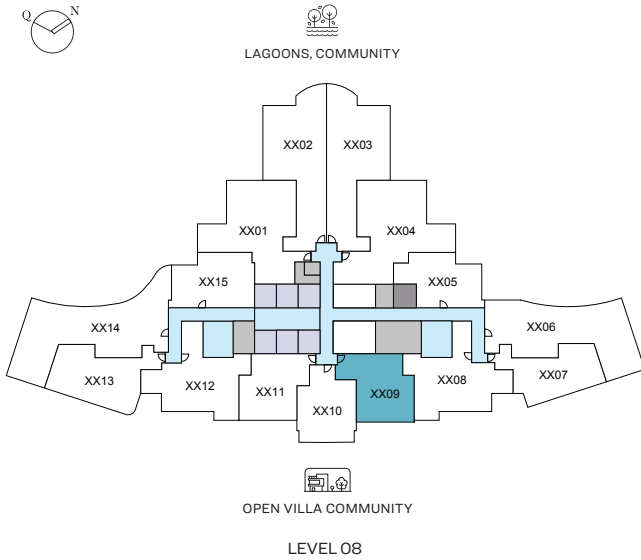 Q N
LAGOONS, COMMUNITY
XX02 XX03
XX01 XX04
XX15 XX05
XX14 XX06
XX13 XX12 XX11 XX10 XX09 XX08 XX07
OPEN VILLA COMMUNITY
LEVEL 08